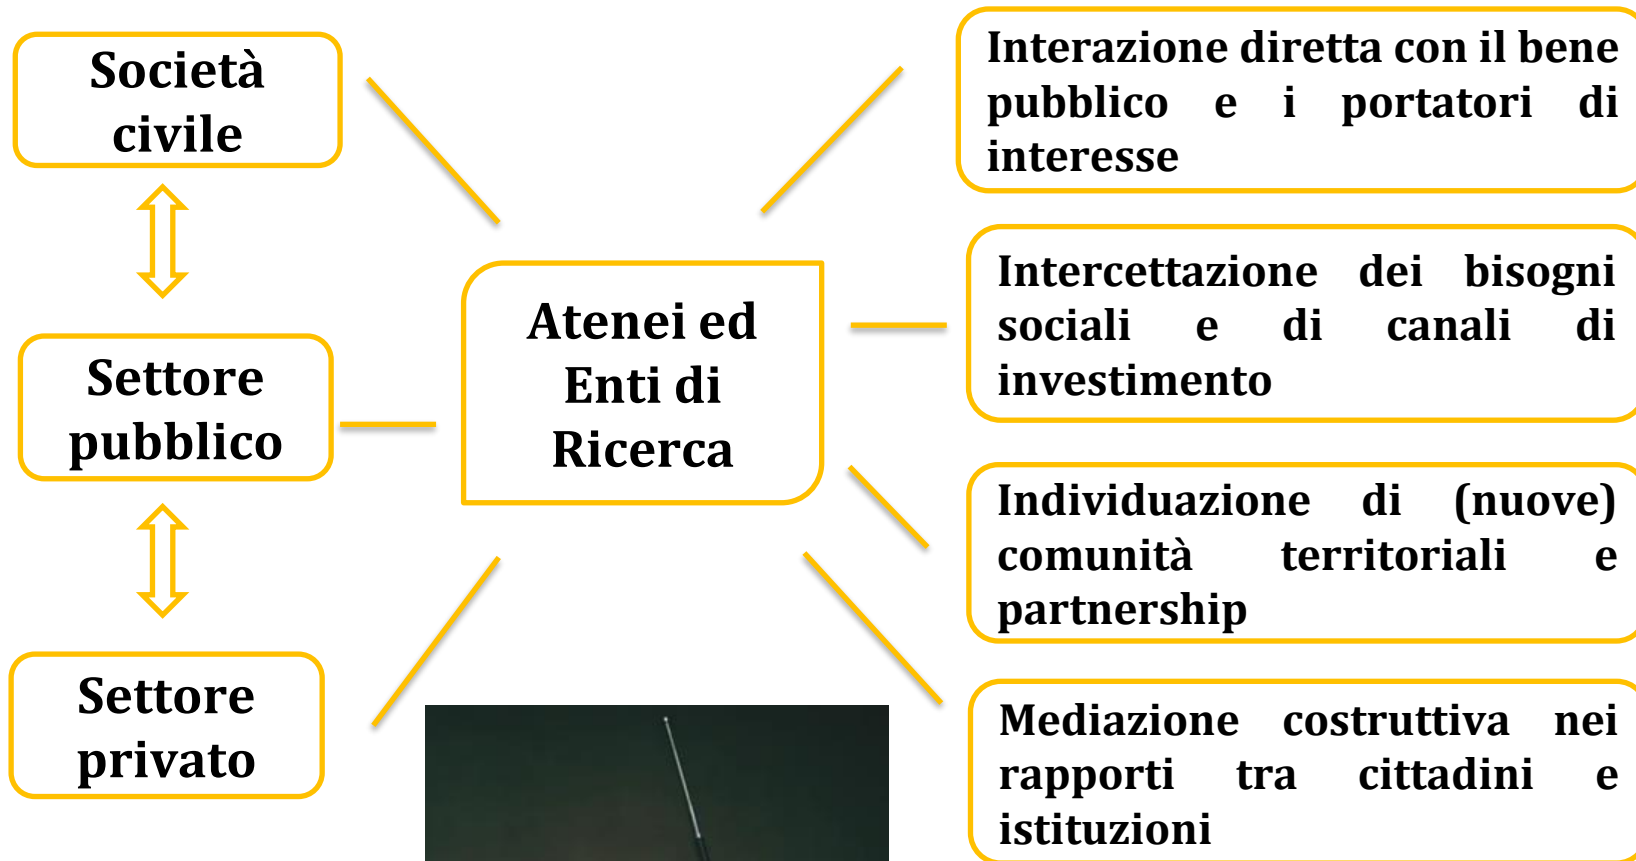 Società
civile
Settore
pubblico
Settore
privato
Atenei ed
Enti di
Ricerca
Interazione diretta con il bene
pubblico e i portatori di
interesse
Intercettazione dei bisogni
sociali e di canali di
investimento
Individuazione di (nuove)
comunità territoriali e
partnership
Mediazione costruttiva nei
rapporti tra cittadini e
istituzioni